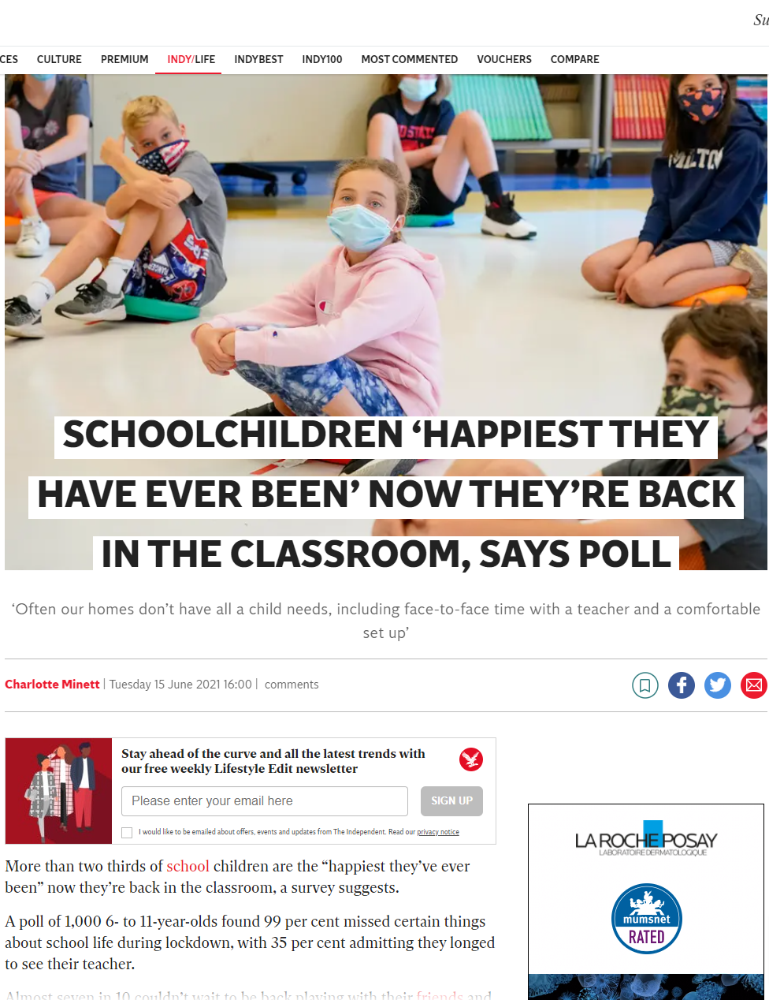 Su
CES CULTURE PREMIUM INDY/LIFE INDYBEST INDY100 MOST COMMENTED VOUCHERS COMPARE
MILTON
SCHOOLCHILDREN ‘HAPPIEST THEY
HAVE EVER BEEN’ NOW THEY’RE BACK
IN THE CLASSROOM, SAYS POLL
‘Often our homes don’t have all a child needs, including face-to-face time with a teacher and a comfortable
set up’
Charlotte Minett | Tuesday 15 June 2021 16:00 | comments
Stay ahead of the curve and all the latest trends with
our free weekly Lifestyle Edit newsletter
Please enter your email here
SIGN UP
I would like to be emailed about offers, events and updates from The Independent. Read our privacy notice
More than two thirds of school children are the “happiest they’ve ever
been” now they’re back in the classroom, a survey suggests.
A poll of 1,000 6- to 11-year-olds found 99 per cent missed certain things
about school life during lockdown, with 35 per cent admitting they longed
to see their teacher.
Almost seven in 10 couldn’t wait to be back playing with their friends and
LA ROCHE POSAY
LABORATOIRE DERMATOLOGIQUE
mumsnet
RATED